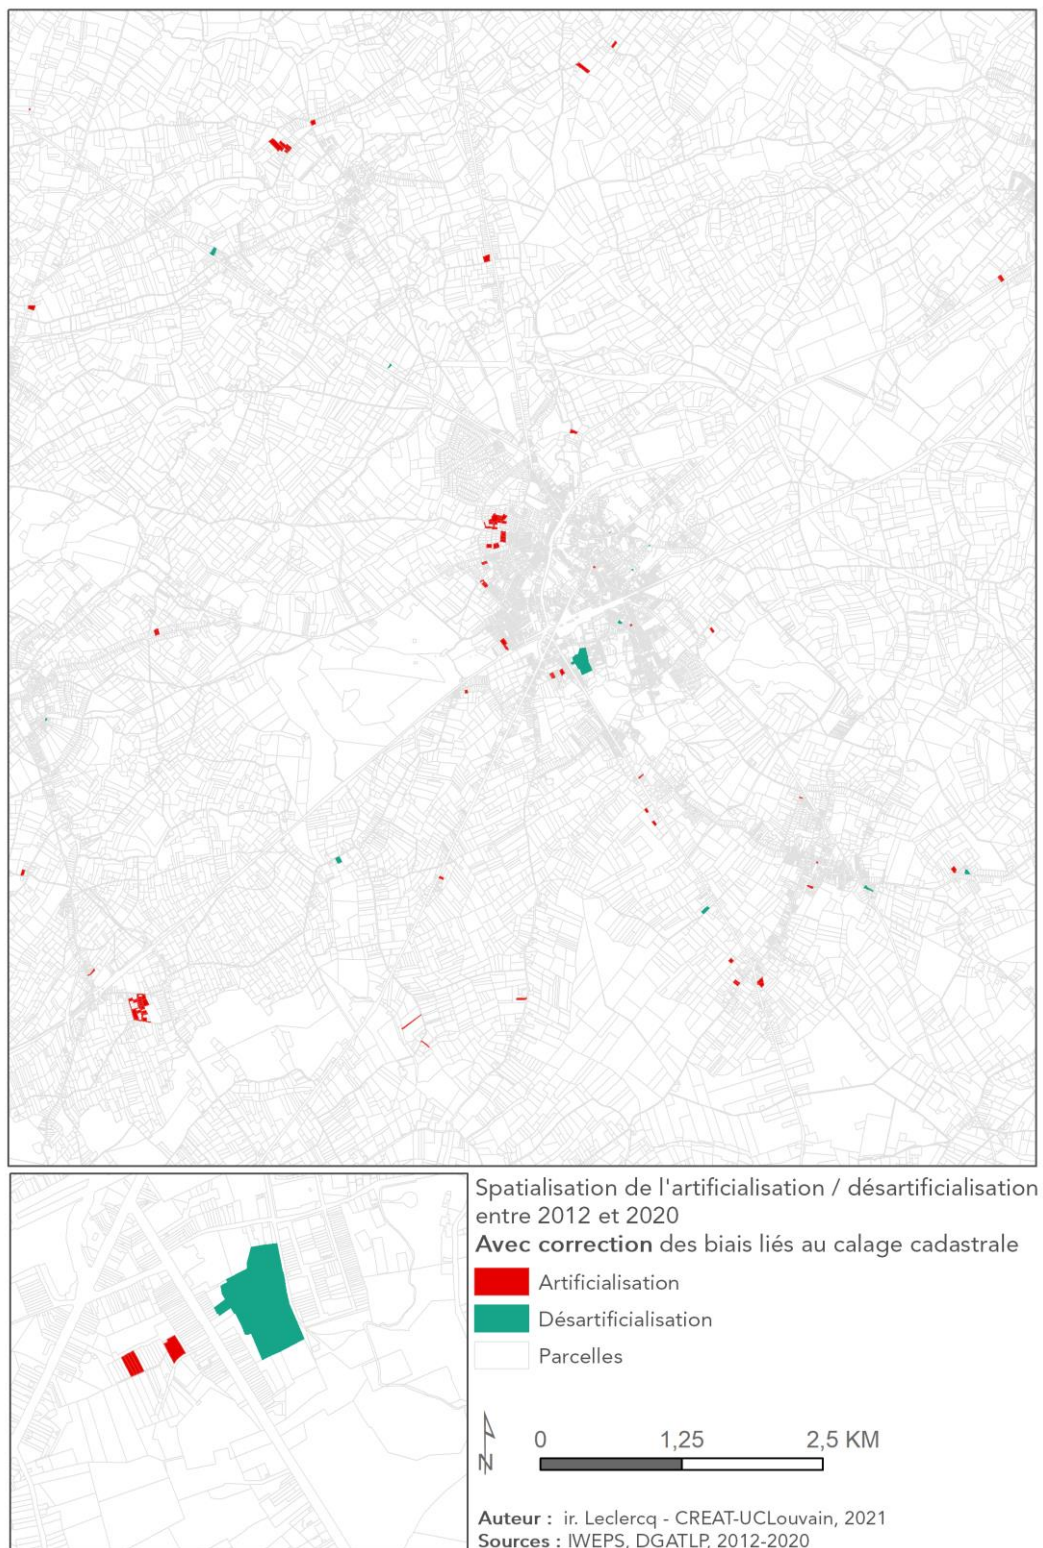 Spatialisation de l'artificialisation / désartificialisation
entre 2012 et 2020
Avec correction des biais liés au calage cadastrale
Artificialisation
Désartificialisation
Parcelles
N
0 1,25 2,5 KM
Auteur : ir. Leclercq - CREAT-UCLouvain, 2021
Sources : IWEPS, DGATLP, 2012-2020